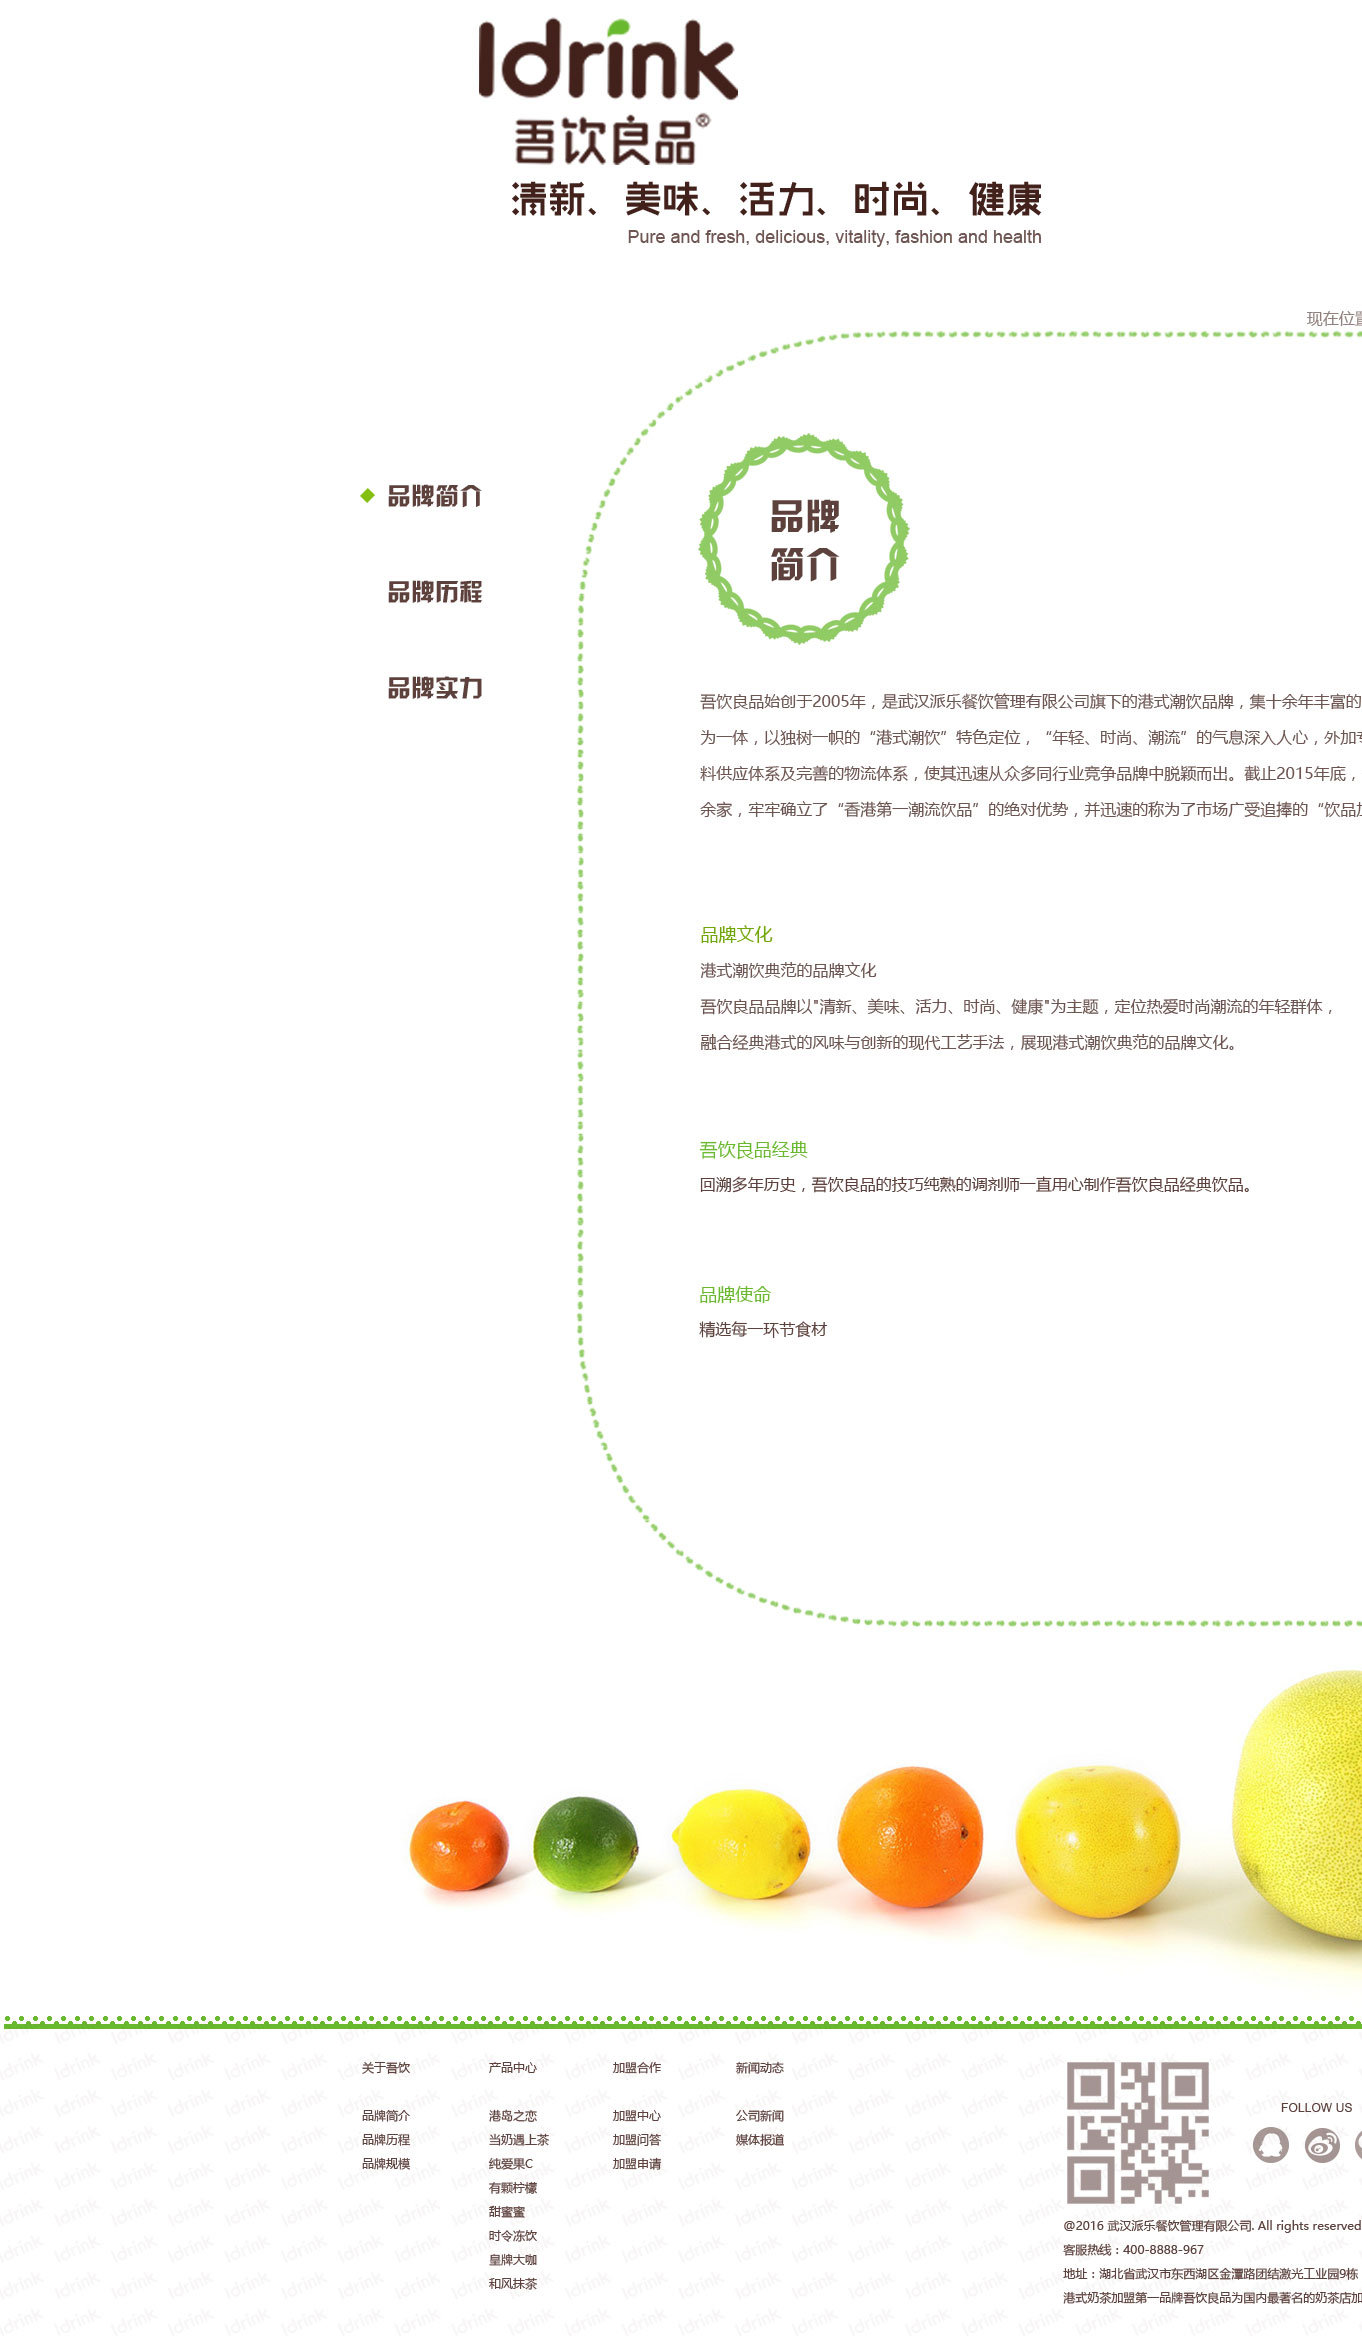 Idrink
吾饮良品®
清新、美味、活力、时尚、健康
Pure and fresh, delicious, vitality, fashion and health
现在位置
品牌简介
品牌历程
品牌实力
品牌
简介
吾饮良品始创于2005年，是武汉派乐餐饮管理有限公司旗下的港式潮饮品牌，集十余年丰富的
为一体，以独树一帜的“港式潮饮”特色定位，“年轻、时尚、潮流”的气息深入人心，外加专
料供应体系及完善的物流体系，使其迅速从众多同行业竞争品牌中脱颖而出。截止2015年底，
余家，牢牢确立了“香港第一潮流饮品”的绝对优势，并迅速的称为了市场广受追捧的“饮品加
品牌文化
港式潮饮典范的品牌文化
吾饮良品品牌以"清新、美味、活力、时尚、健康"为主题，定位热爱时尚潮流的年轻群体，
融合经典港式的风味与创新的现代工艺手法，展现港式潮饮典范的品牌文化。
吾饮良品经典
回溯多年历史，吾饮良品的技巧纯熟的调剂师一直用心制作吾饮良品经典饮品。
品牌使命
精选每一环节食材
关于吾饮
品牌简介
品牌历程
品牌规模
产品中心
港岛之恋
当奶遇上茶
纯爱果C
有颗柠檬
甜蜜蜜
时令冻饮
皇牌大咖
和风抹茶
加盟合作
加盟中心
加盟问答
加盟申请
新闻动态
公司新闻
媒体报道
FOLLOW US
@2016 武汉派乐餐饮管理有限公司. All rights reserved
客服热线：400-8888-967
地址：湖北省武汉市东西湖区金潭路团结激光工业园9栋
港式奶茶加盟第一品牌吾饮良品为国内最著名的奶茶店加